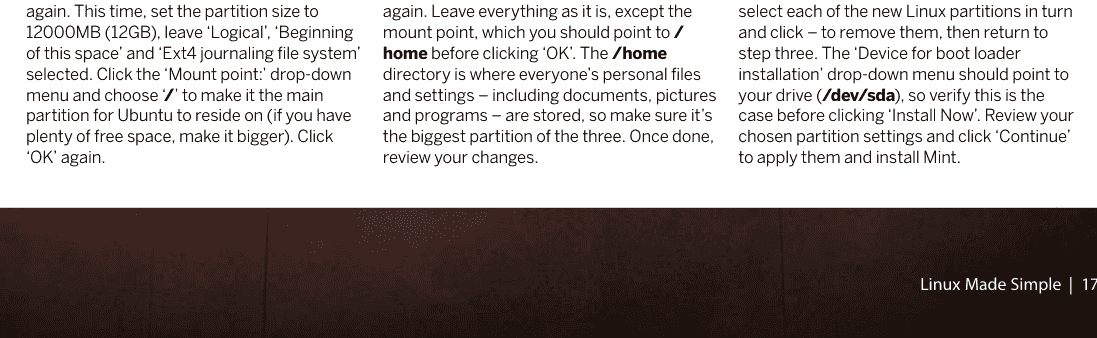 again. This time, set the partition size to
12000MB (12GB), leave ‘Logical’, ‘Beginning
of this space’ and ‘Ext4 journaling file system’
selected. Click the ‘Mount point:’ drop-down
menu and choose ‘/’ to make it the main
partition for Ubuntu to reside on (if you have
plenty of free space, make it bigger). Click
‘OK’ again.
again. Leave everything as it is, except the
mount point, which you should point to /
home before clicking ‘OK’. The /home
directory is where everyone’s personal files
and settings – including documents, pictures
and programs – are stored, so make sure it’s
the biggest partition of the three. Once done,
review your changes.
select each of the new Linux partitions in turn
and click – to remove them, then return to
step three. The ‘Device for boot loader
installation’ drop-down menu should point to
your drive (/dev/sda), so verify this is the
case before clicking ‘Install Now’. Review your
chosen partition settings and click ‘Continue’
to apply them and install Mint.
Linux Made Simple | 17